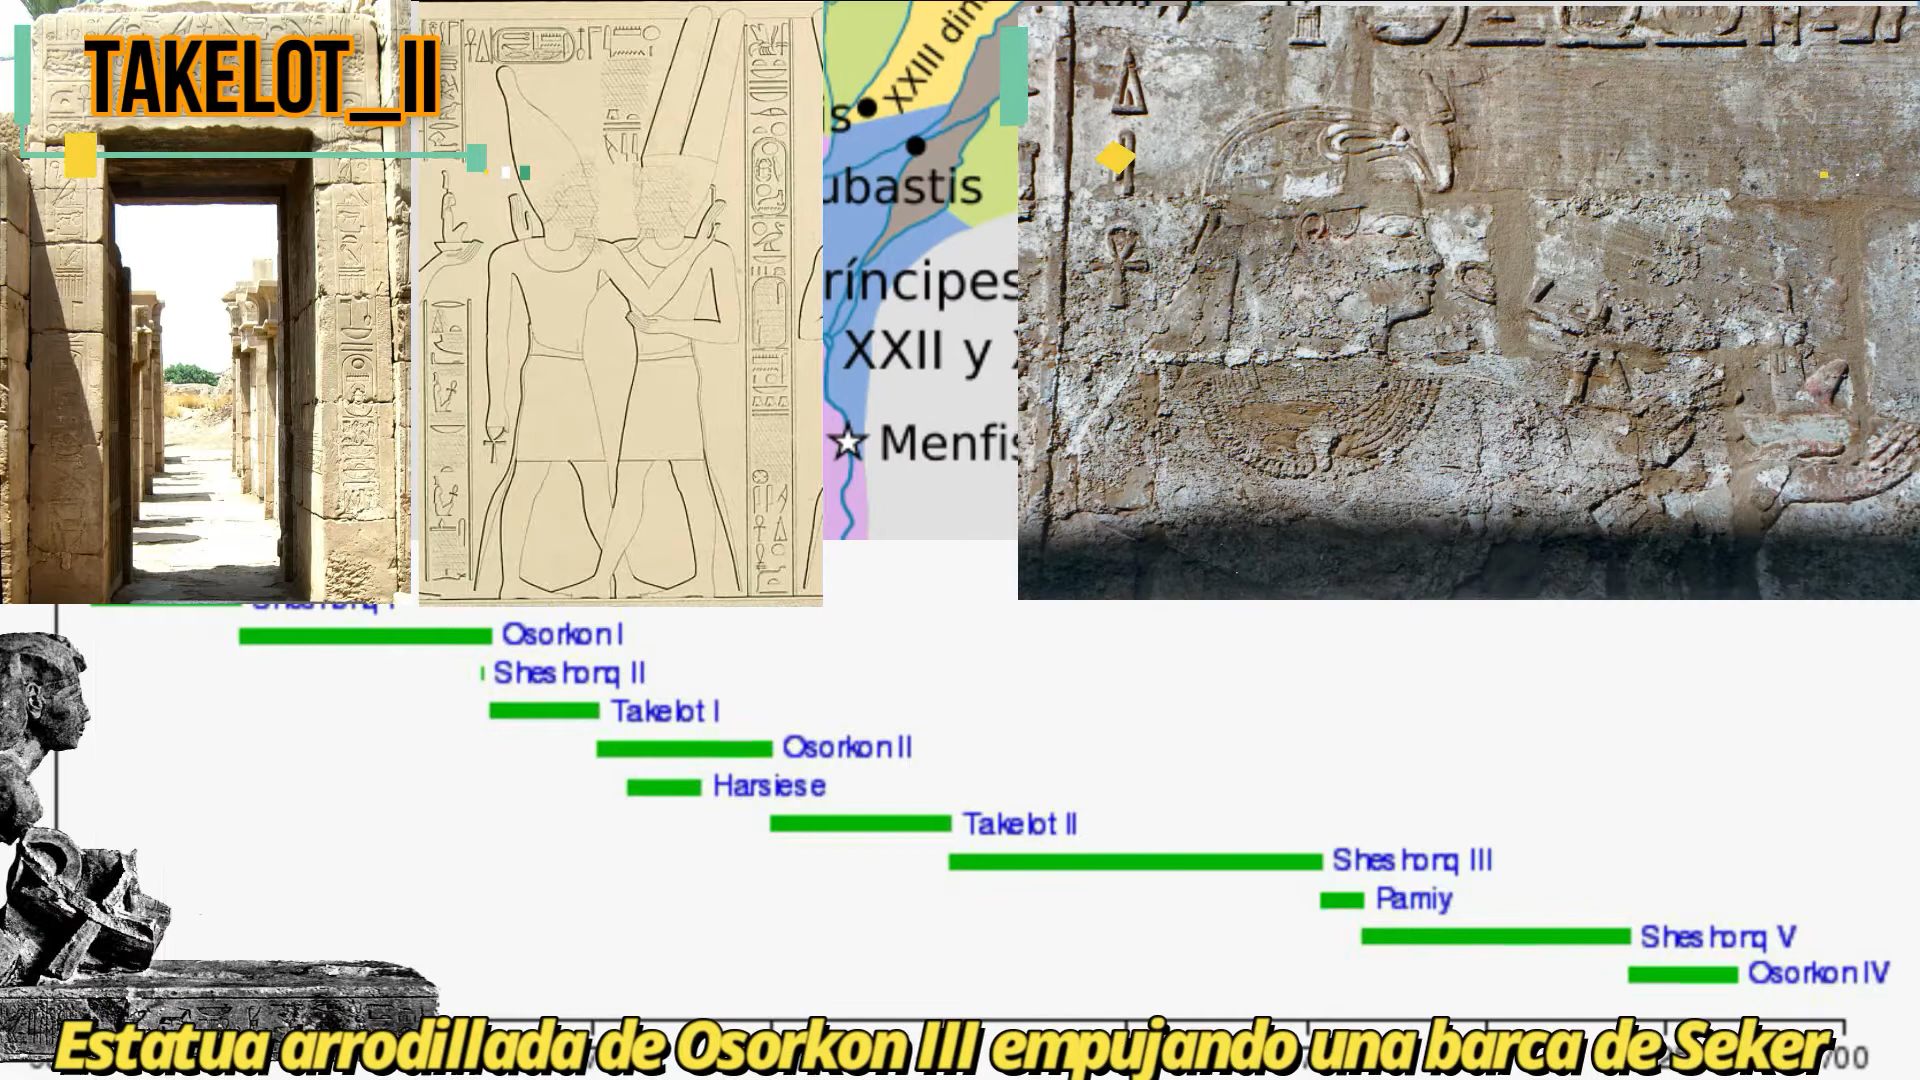 TAKELOT_II
XXIII din
s
ubastis
ríncipes
XXII y
Menfis
Sheshonq I
Osorkon I
Sheshonq II
Takelot I
Osorkon II
Harsiese
Takelot II
Sheshonq III
Pamiy
Sheshonq V
Osorkon IV
Estatua arrodillada de Osorkon III empujando una barca de Seker